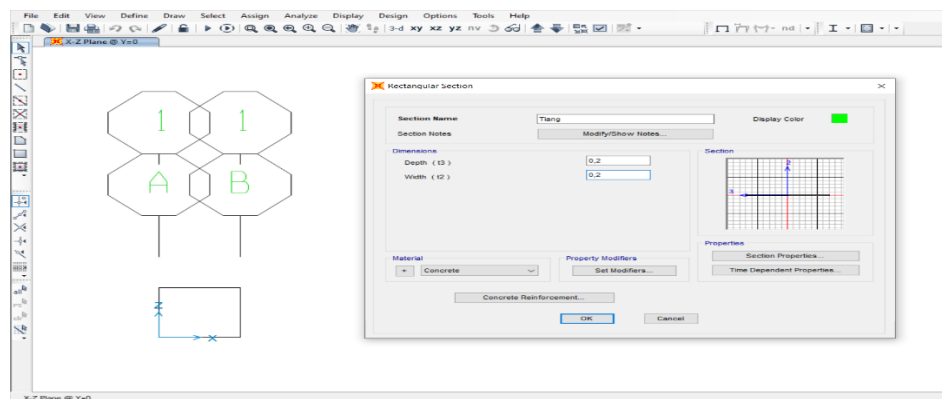 File Edit View Define Draw Select Assign Analyze Display Design Options Tools Help
3-d xy xz yz nv
nd
X-Z Plane @ Y=0
Rectangular Section
Section Name Tiang Display Color
Section Notes Modify/Show Notes...
Dimensions Section
Depth ( t3 ) 0,2
Width ( t2 ) 0,2
2
3
Properties
Section Properties...
Time Dependent Properties...
Material Property Modifiers
+ Concrete Set Modifiers...
Concrete Reinforcement...
OK Cancel
1 1
A B
Z
X
X-Z Plane @ Y=0